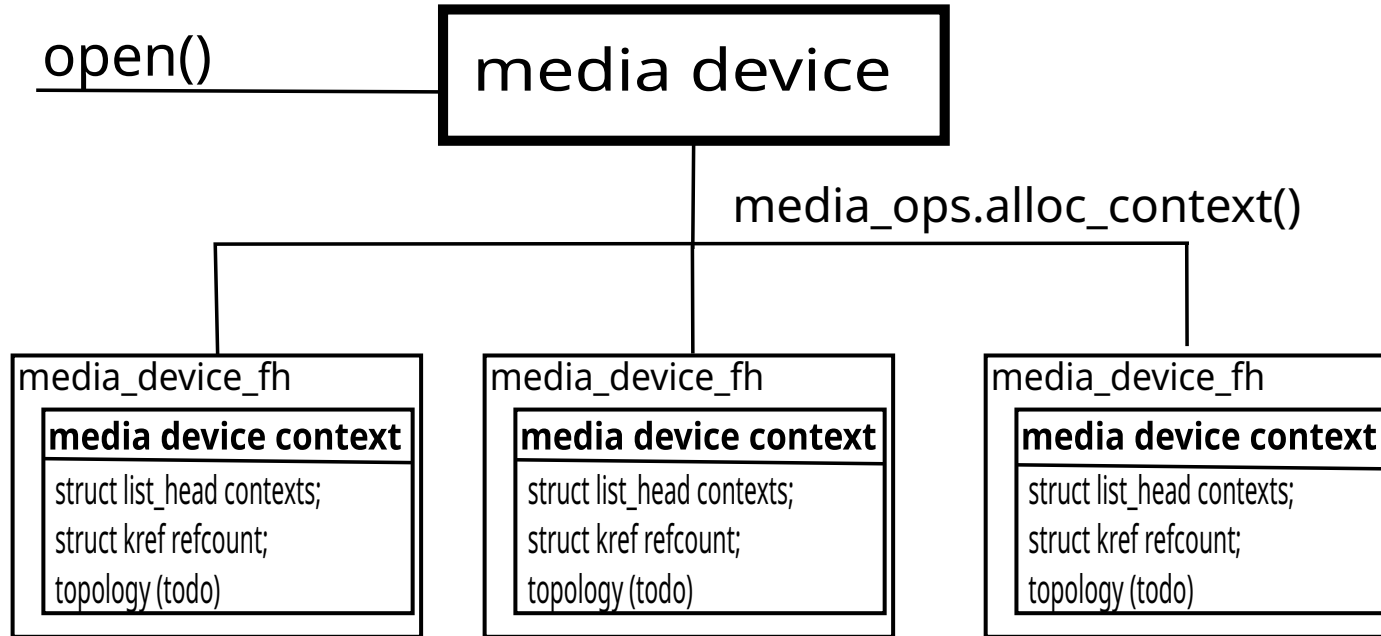 open()
media device
media_ops.alloc_context()
media_device_fh
media device context
struct list_head contexts;
struct kref refcount;
topology (todo)
media_device_fh
media device context
struct list_head contexts;
struct kref refcount;
topology (todo)
media_device_fh
media device context
struct list_head contexts;
struct kref refcount;
topology (todo)